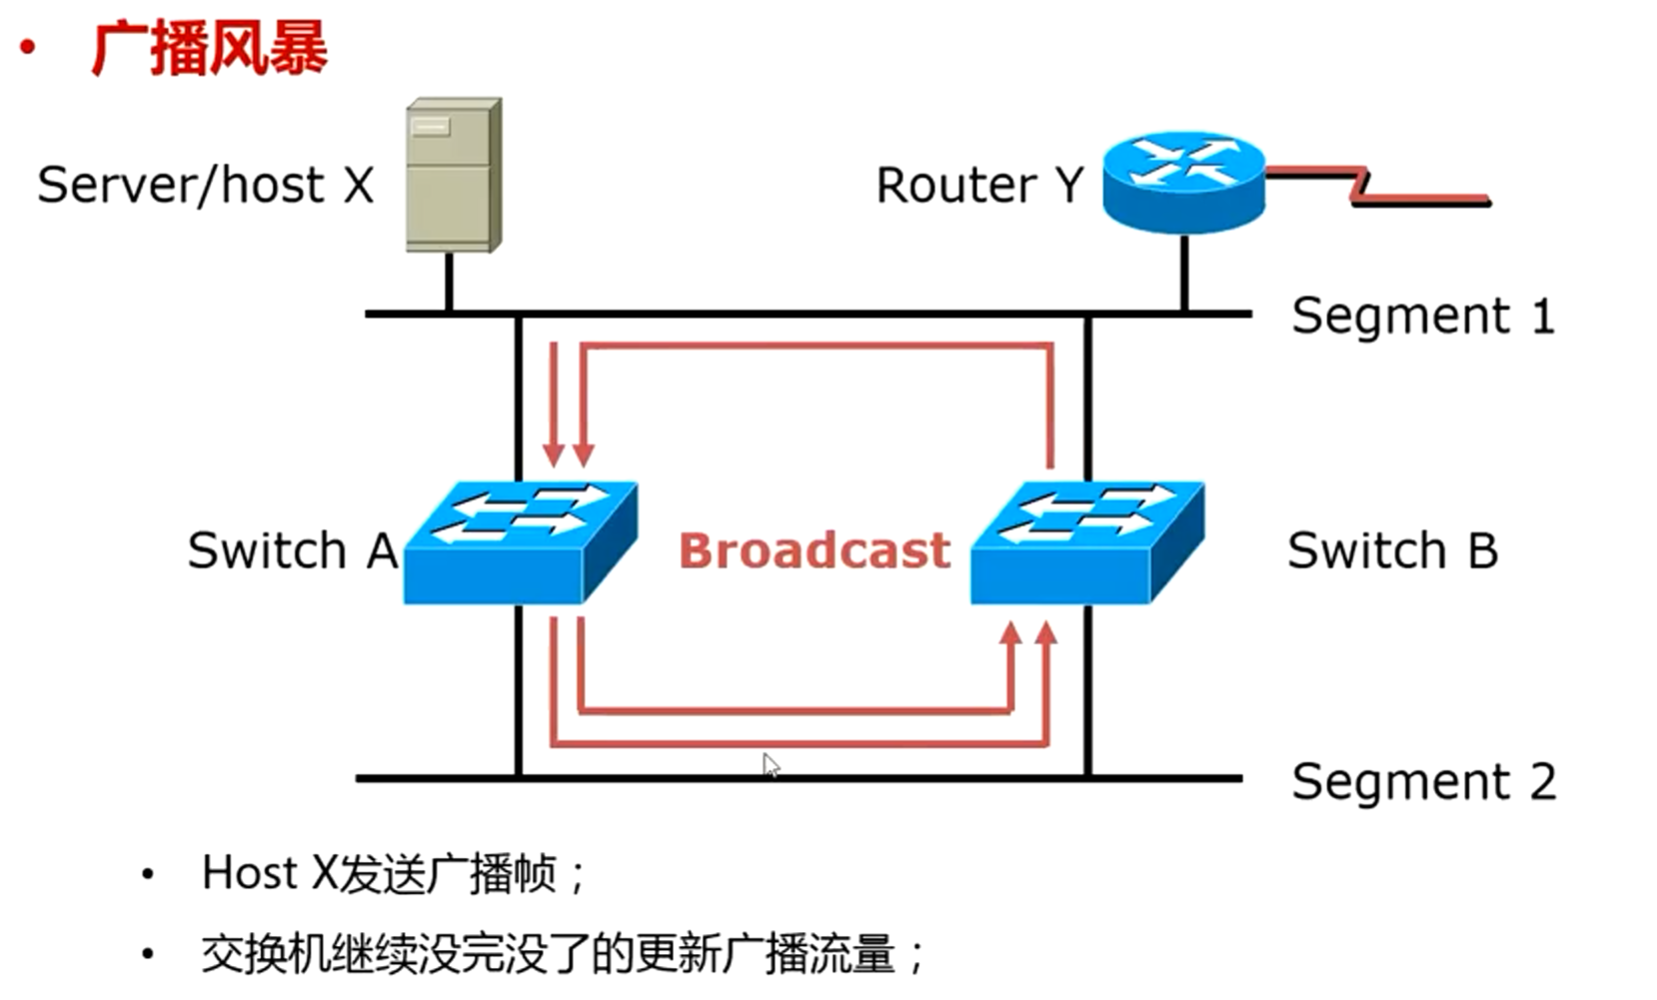 • 广播风暴
Server/host X
Router Y
Segment 1
Switch A
Broadcast
Switch B
Segment 2
• Host X发送广播帧；
• 交换机继续没完没了的更新广播流量；